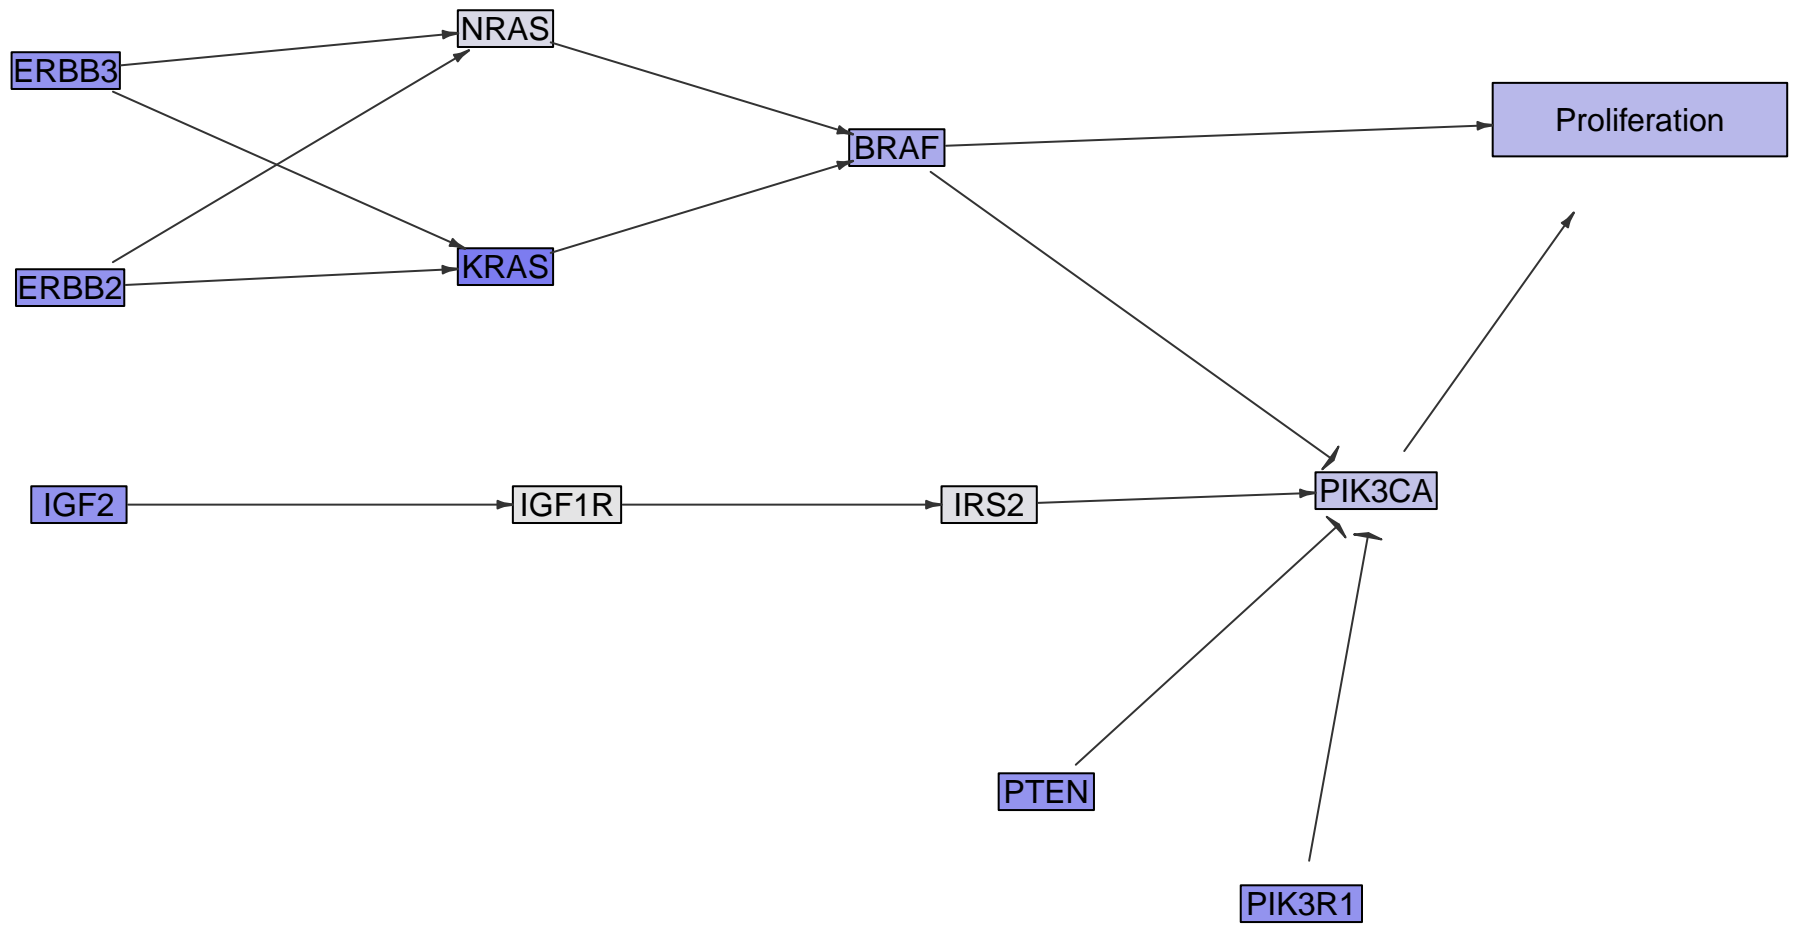 NRAS
ERBB3
Proliferation
BRAF
KRAS
ERBB2
PIK3CA
IGF2
IGF1R
IRS2
PTEN
PIK3R1